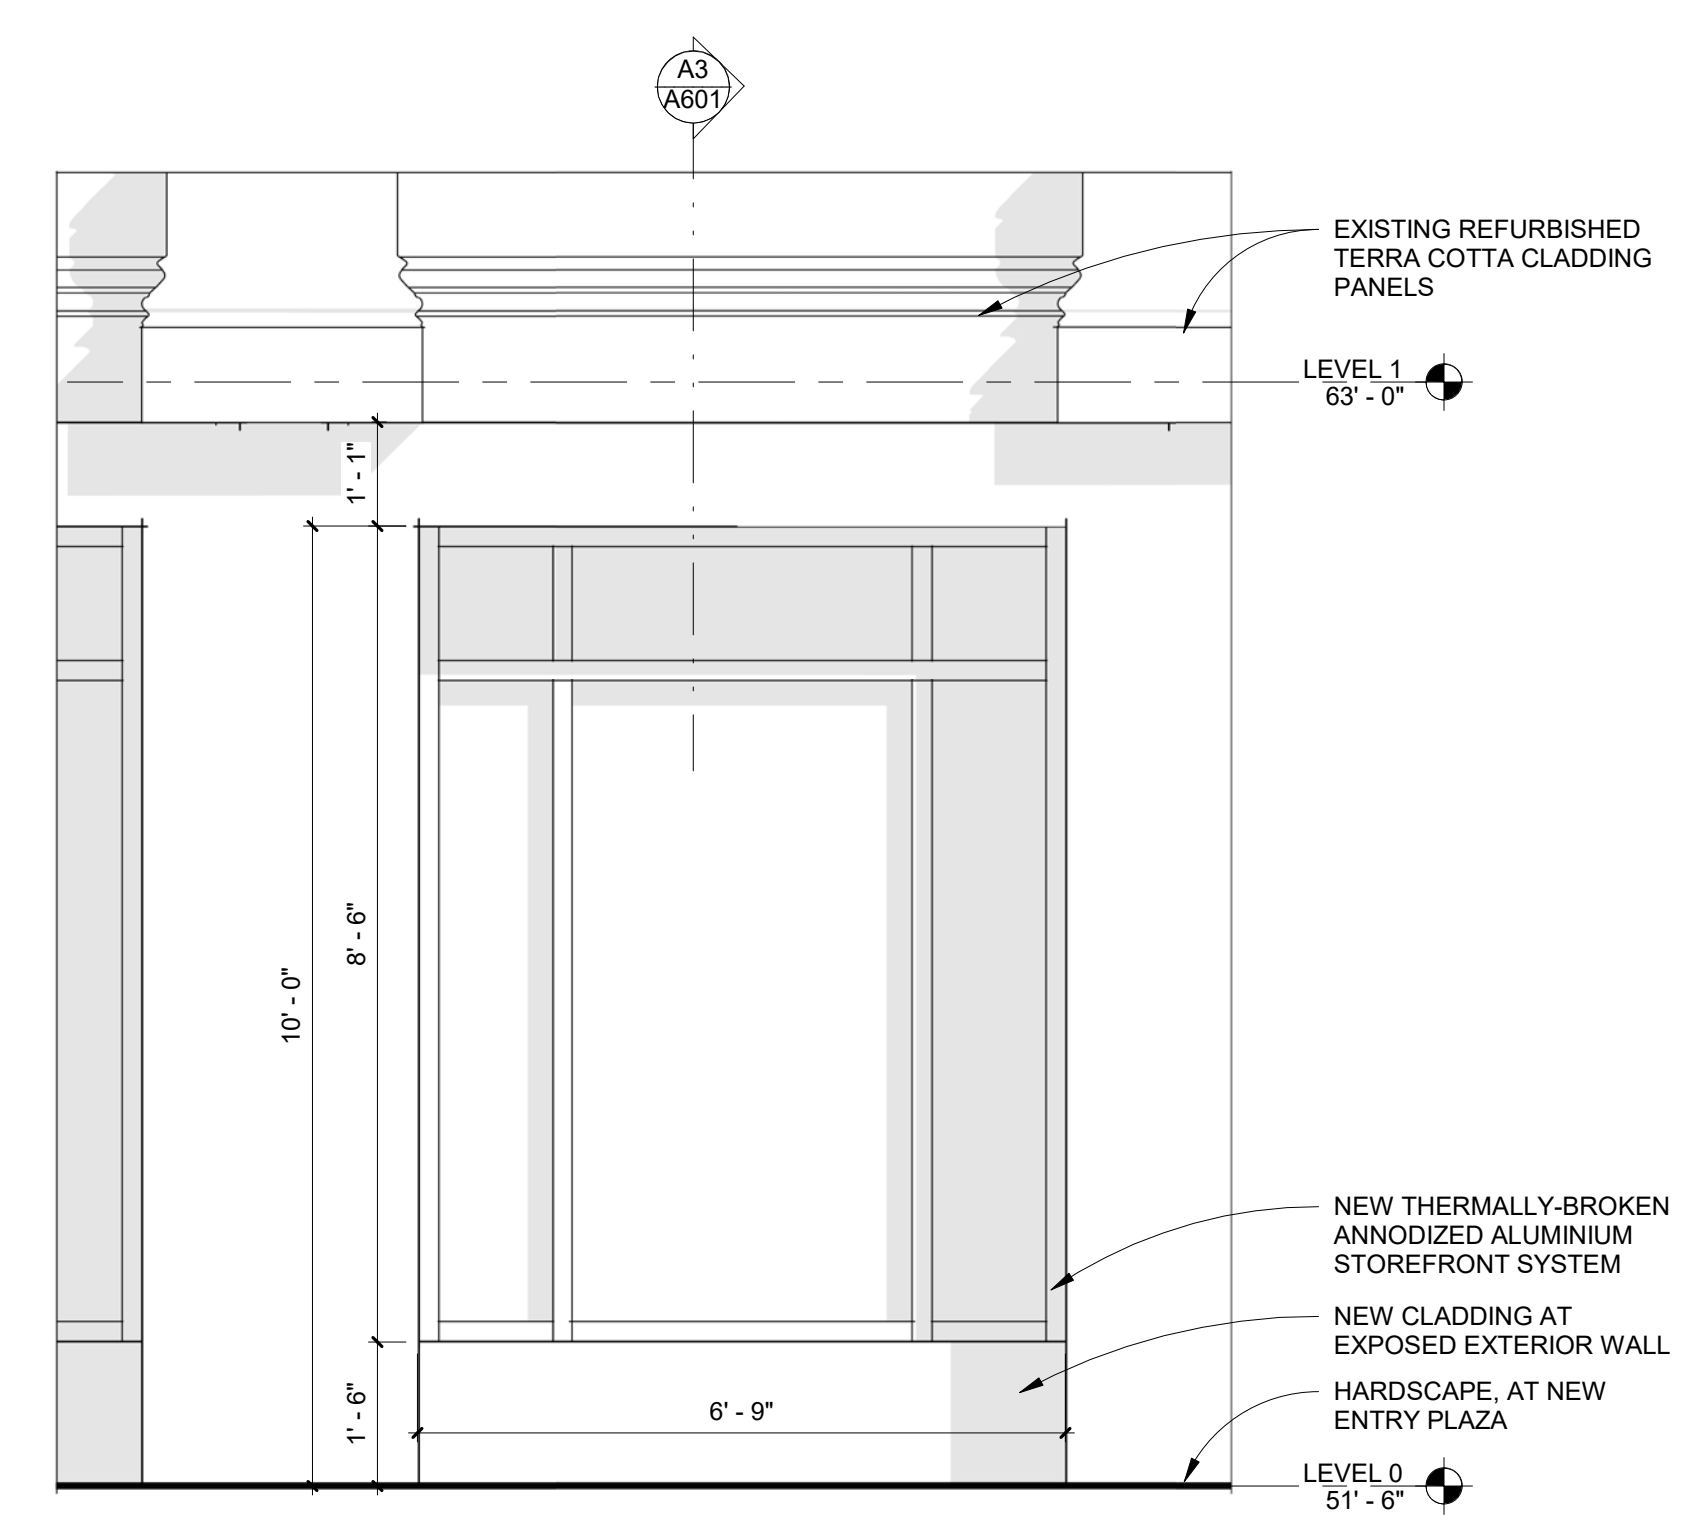 A3
A601
EXISTING REFURBISHED
TERRA COTTA CLADDING
PANELS
LEVEL 1
63' - 0"
1' - 1"
8' - 6"
10' - 0"
NEW THERMALLY-BROKEN
ANNODIZED ALUMINIUM
STOREFRONT SYSTEM
NEW CLADDING AT
EXPOSED EXTERIOR WALL
1' - 6"
6' - 9"
HARDSCAPE, AT NEW
ENTRY PLAZA
LEVEL 0
51' - 6"